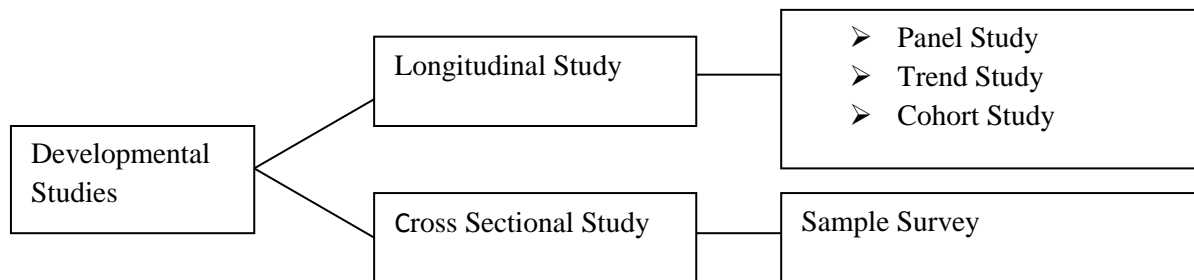 Developmental
Studies
Longitudinal Study
➢ Panel Study
➢ Trend Study
➢ Cohort Study
Cross Sectional Study
Sample Survey